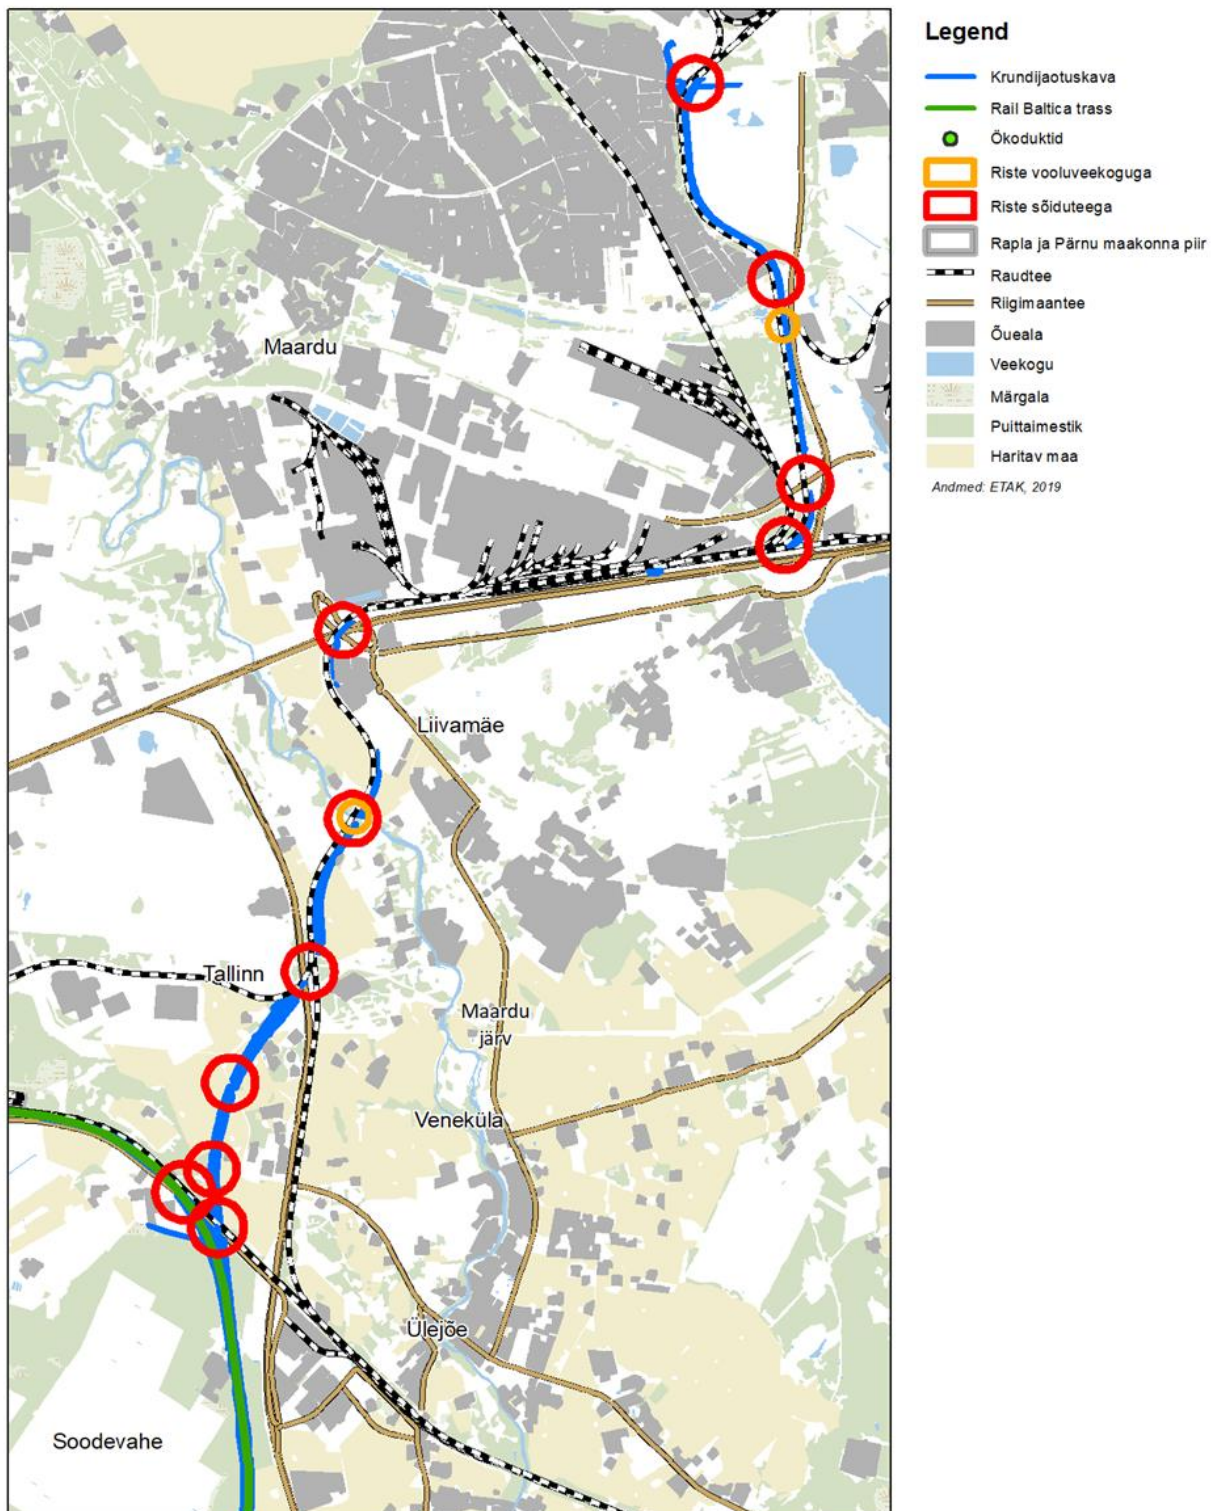 Legend
Krundijaotuskava
Rail Baltica trass
Ökoduktid
Riste vooluveekoguga
Riste sõiduteega
Rapla ja Pärnu maakonna piir
Raudtee
Riigimaantee
Õueala
Veekogu
Märgala
Puittaimestik
Haritav maa
Andmed: ETAK, 2019
Maardu
Liivamäe
Tallinn
Maardu
järv
Veneküla
Ülejõe
Soodevahe